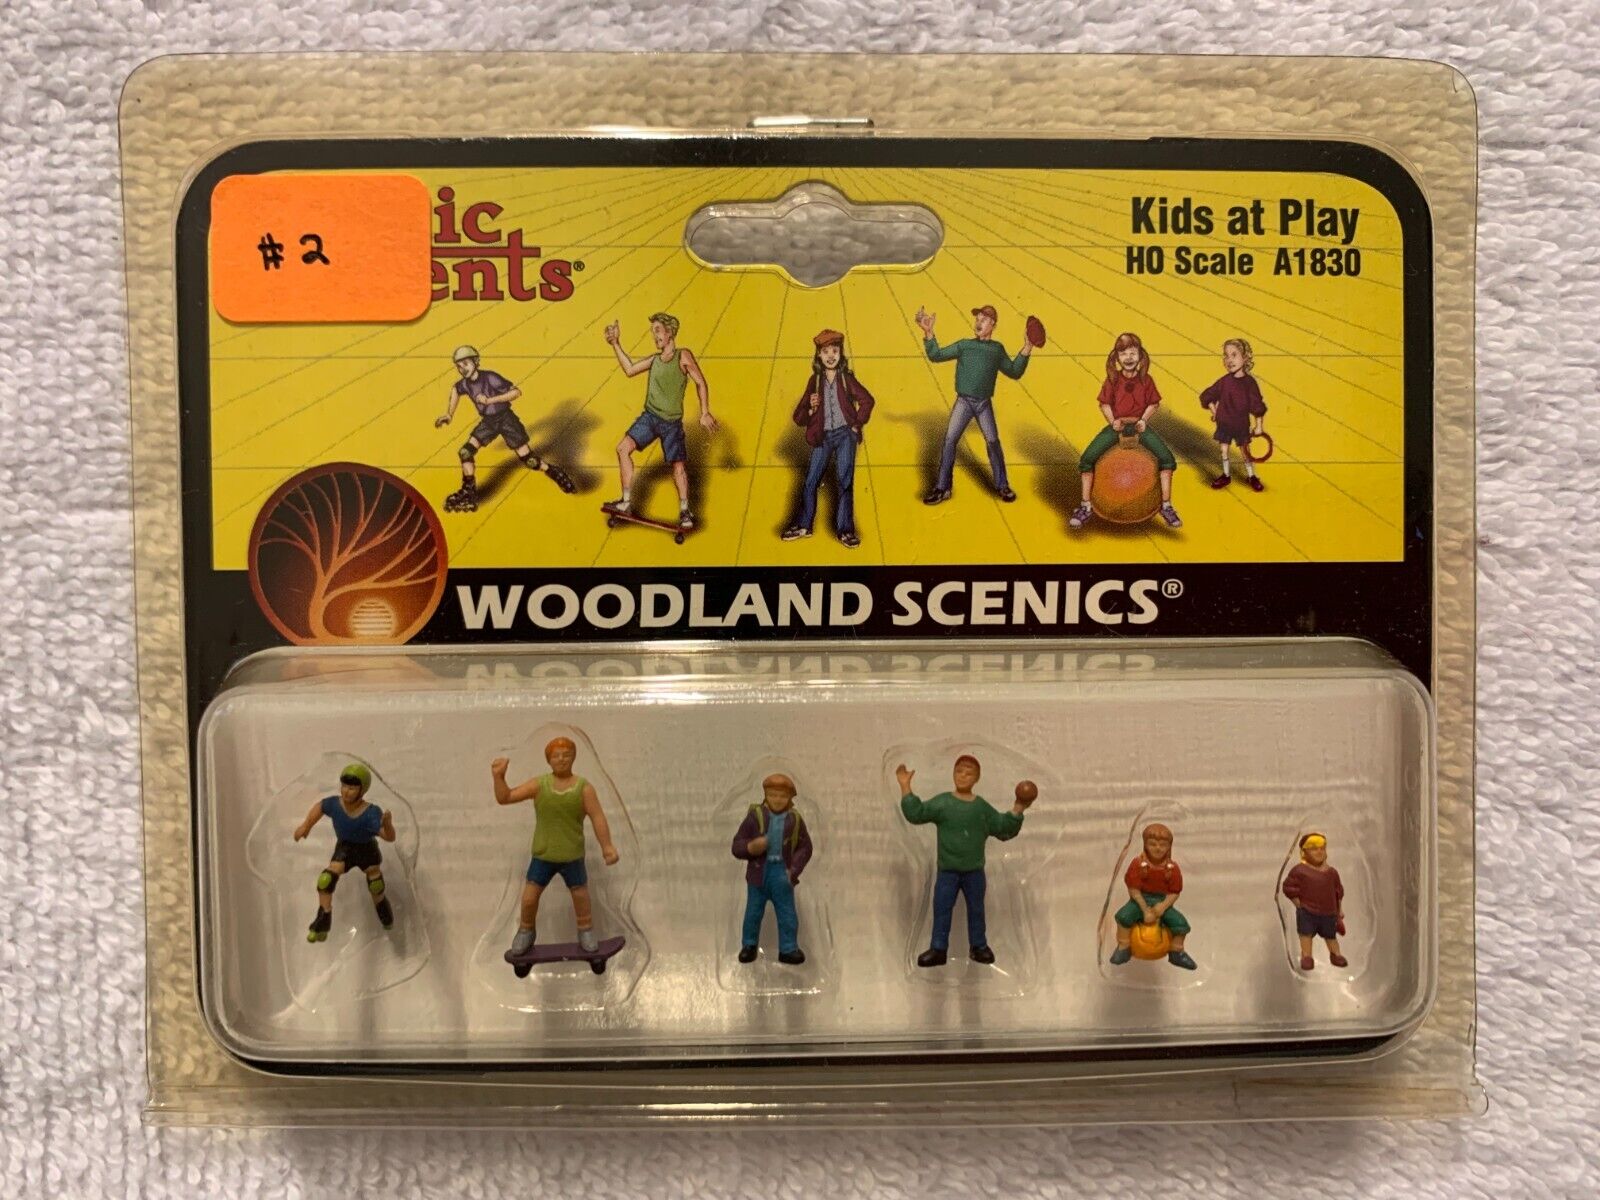 # 2
ic
ents®
Kids at Play
HO Scale A1830
WOODLAND SCENICS®